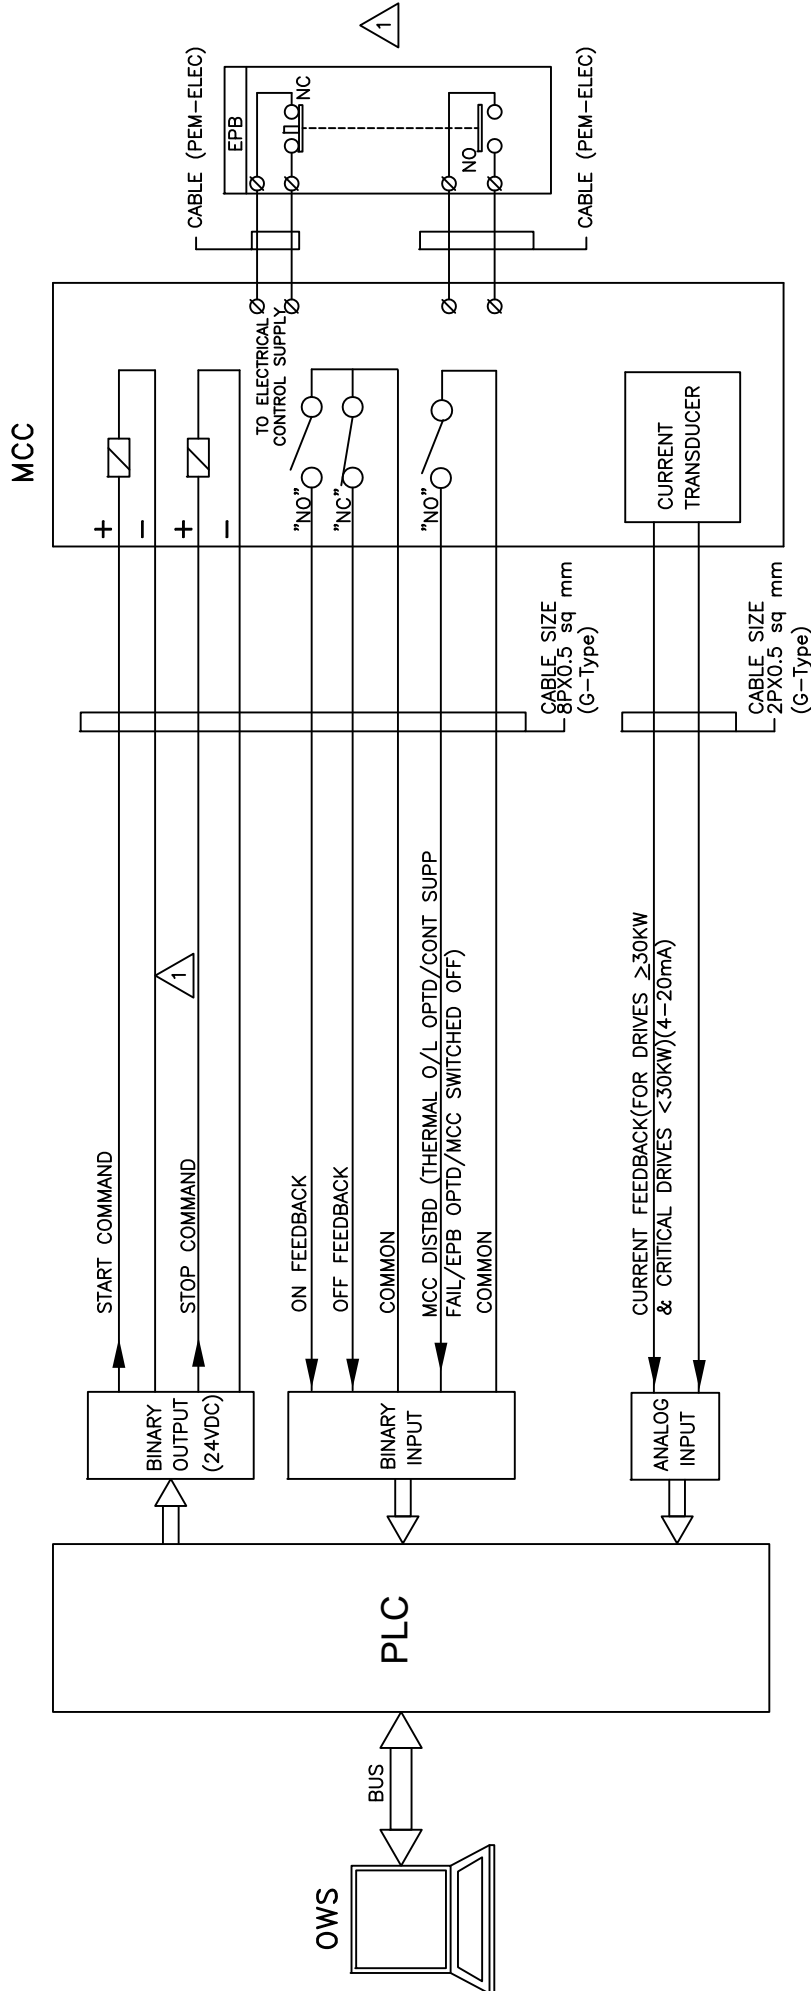 OWS
BUS
PLC
BINARY
OUTPUT
(24VDC)
BINARY
INPUT
ANALOG
INPUT
START COMMAND
STOP COMMAND
1
ON FEEDBACK
OFF FEEDBACK
COMMON
MCC DISTBD (THERMAL O/L OPTD/CONT SUPP
FAIL/EPB OPTD/MCC SWITCHED OFF)
COMMON
CURRENT FEEDBACK(FOR DRIVES ≥30KW
& CRITICAL DRIVES <30KW)(4-20mA)
CABLE SIZE
8PX0.5 sq mm
(G-Type)
CABLE SIZE
2PX0.5 sq mm
(G-Type)
MCC
+
-
+
-
"NO"
"NC"
"NO"
TO ELECTRICAL
CONTROL SUPPLY
CURRENT
TRANSDUCER
CABLE (PEM-ELEC)
EPB
NC
NO
CABLE (PEM-ELEC)
1